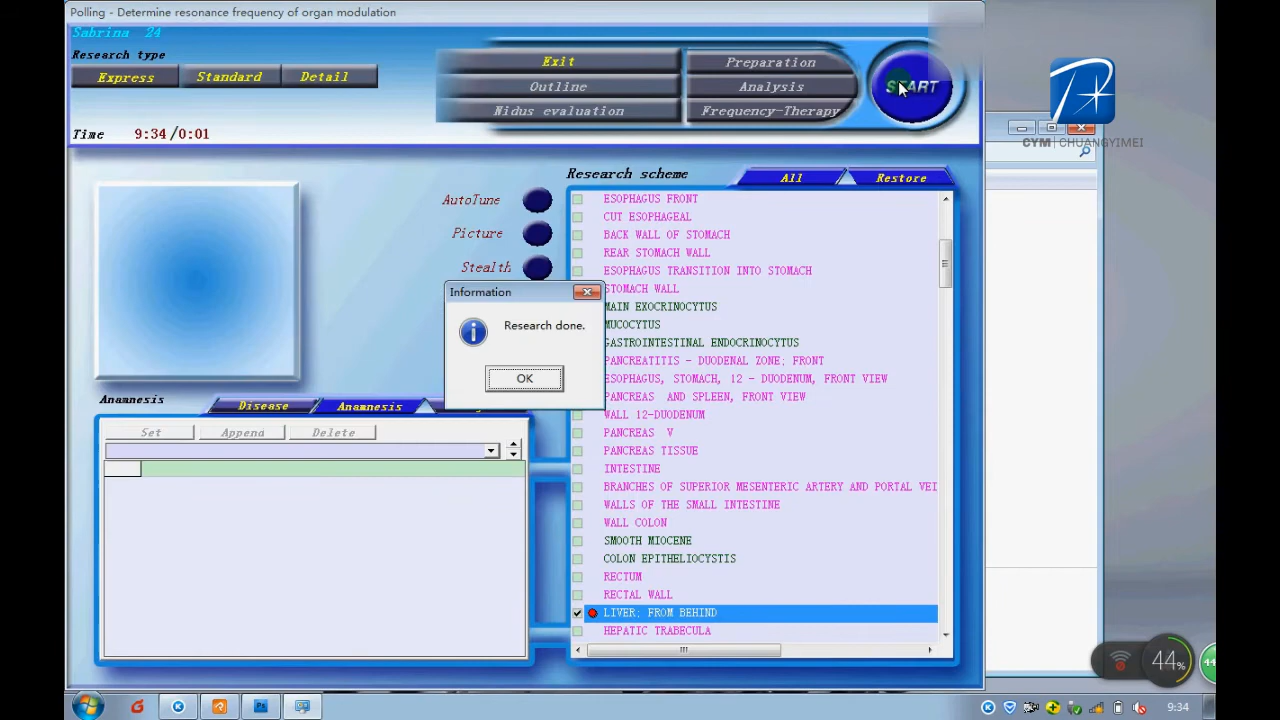 Polling - Determine resonance frequency of organ modulation
Sabrina 24
Research type
Express
Standard
Detail
Exit
Outline
Nidus evaluation
Preparation
Analysis
Frequency-Therapy
START
CYM CHUANGYIMEI
Time 9:34 /0:01
AutoTune
Picture
Stealth
Research scheme
All
Restore
ESOPHAGUS FRONT
CUT ESOPHAGEAL
BACK WALL OF STOMACH
REAR STOMACH WALL
ESOPHAGUS TRANSITION INTO STOMACH
STOMACH WALL
MAIN EXOCRINOCYTUS
MUCOCYTUS
GASTROINTESTINAL ENDOCRINOCYTUS
PANCREATITIS - DUODENAL ZONE; FRONT
ESOPHAGUS, STOMACH, 12 - DUODENUM, FRONT VIEW
PANCREAS AND SPLEEN, FRONT VIEW
WALL 12-DUODENUM
PANCREAS V
PANCREAS TISSUE
INTESTINE
BRANCHES OF SUPERIOR MESENTERIC ARTERY AND PORTAL VEI
WALLS OF THE SMALL INTESTINE
WALL COLON
SMOOTH MIOCENE
COLON EPITHELIOCYSTIS
RECTUM
RECTAL WALL
LIVER; FROM BEHIND
HEPATIC TRABECULA
Information
Research done.
OK
Anamnesis
Disease
Anamnesis
Set
Append
Delete
44%
44
Ps
9:34